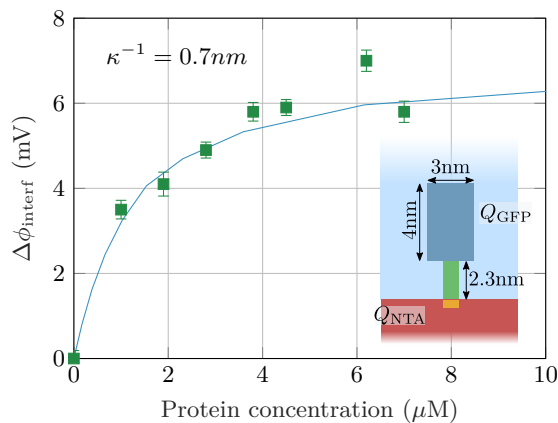 κ⁻¹ = 0.7nm
Δϕ_interf (mV)
8
6
4
2
0
0
2
4
6
8
10
Protein concentration (μM)
3nm
4nm
Q_GFP
2.3nm
Q_NTA